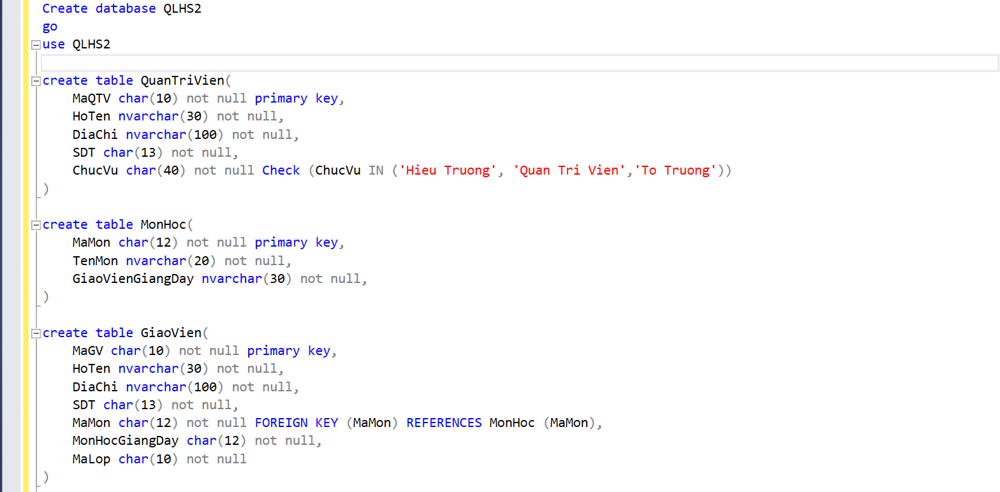 Create database QLHS2
go
use QLHS2
create table QuanTriVien(
MaQTV char(10) not null primary key,
HoTen nvarchar(30) not null,
DiaChi nvarchar(100) not null,
SDT char(13) not null,
ChucVu char(40) not null Check (ChucVu IN ('Hieu Truong', 'Quan Tri Vien','To Truong'))
)
create table MonHoc(
MaMon char(12) not null primary key,
TenMon nvarchar(20) not null,
GiaoVienGiangDay nvarchar(30) not null,
)
create table GiaoVien(
MaGV char(10) not null primary key,
HoTen nvarchar(30) not null,
DiaChi nvarchar(100) not null,
SDT char(13) not null,
MaMon char(12) not null FOREIGN KEY (MaMon) REFERENCES MonHoc (MaMon),
MonHocGiangDay char(12) not null,
MaLop char(10) not null
)